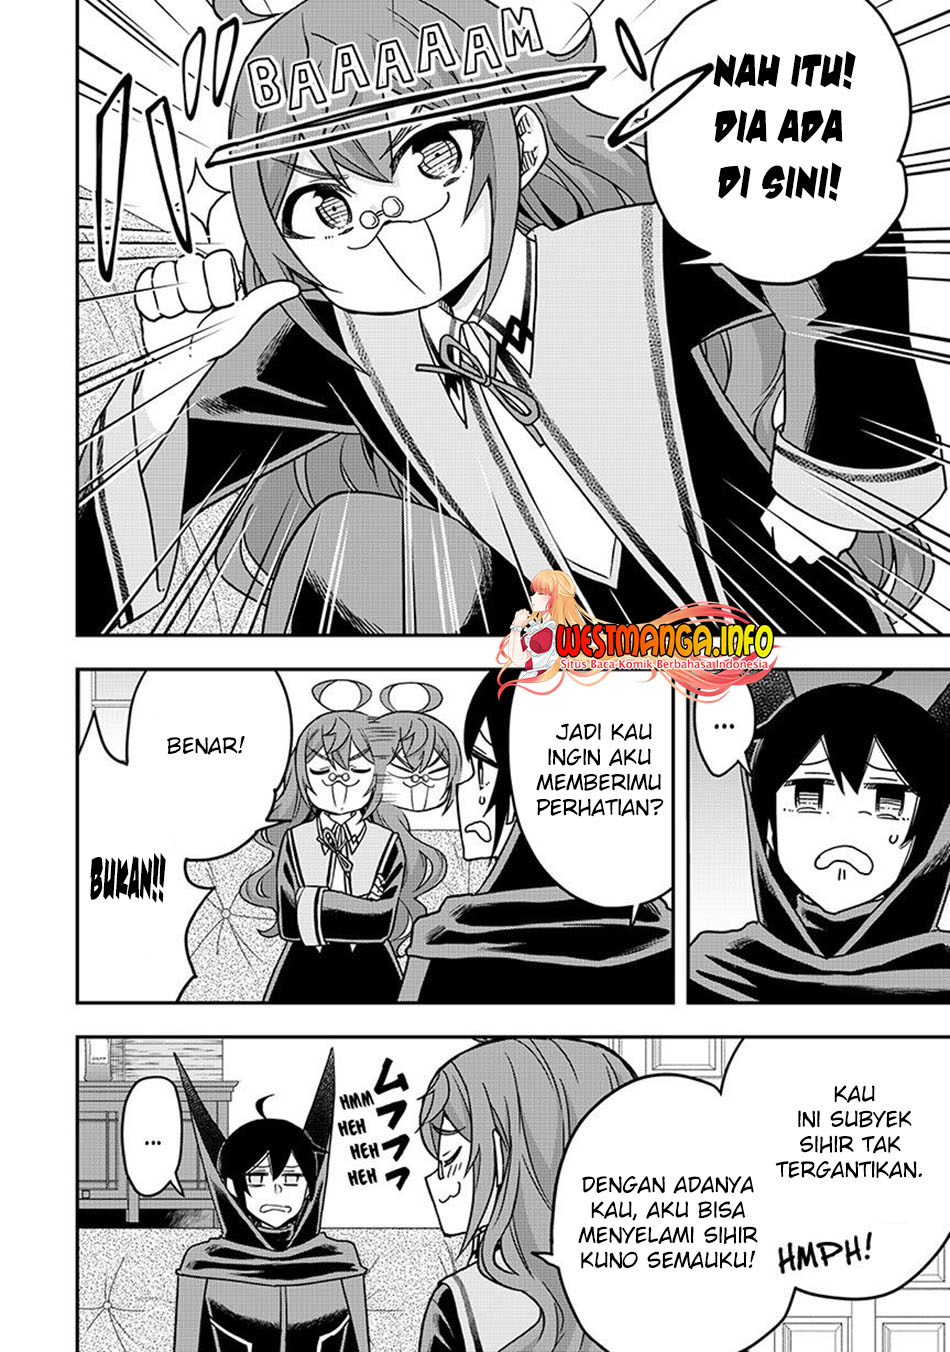 NAH ITU!
DIA ADA
DI SINI!
BAAAAAM
WESTMANGA.INFO
Situs Baca Komik Berbahasa Indonesia
...
JADI KAU
INGIN AKU
MEMBERIMU
PERHATIAN?
BENAR!
BUKAN!!
KAU
INI SUBYEK
SIHIR TAK
TERGANTIKAN.
DENGAN ADANYA
KAU, AKU BISA
MENYELAMI SIHIR
KUNO SEMAUKU!
HMPH!
ムフフフ
HMM
HEH
HEH
HEH
...